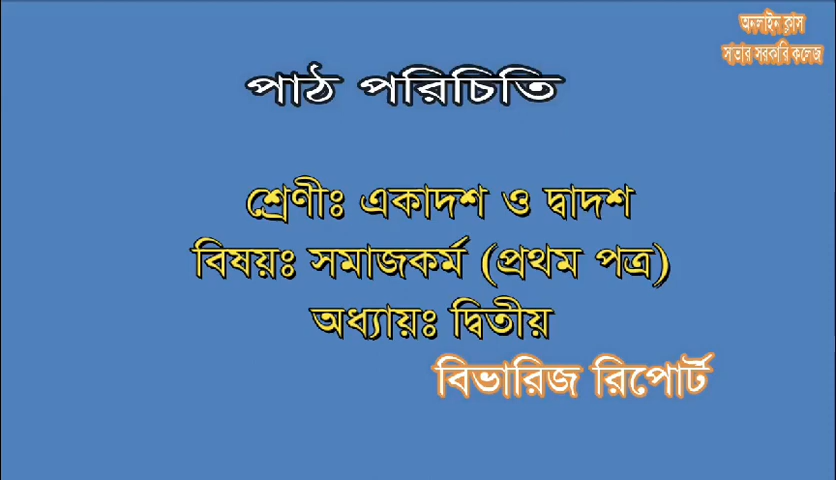 অনলাইন ক্লাস
সাভার সরকারি কলেজ
পাঠ পরিচিতি
শ্রেণীঃ একাদশ ও দ্বাদশ
বিষয়ঃ সমাজকর্ম (প্রথম পত্র)
অধ্যায়ঃ দ্বিতীয়
বিভারিজ রিপোর্ট